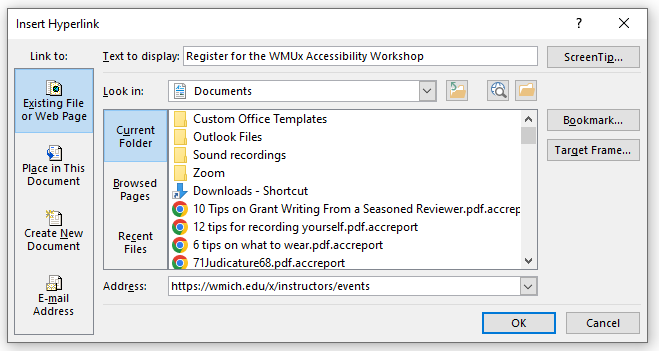 Insert Hyperlink
?
Link to:
Text to display:
Register for the WMUx Accessibility Workshop
ScreenTip...
Existing File
or Web Page
Look in:
Documents
Current
Folder
Custom Office Templates
Outlook Files
Sound recordings
Zoom
Downloads - Shortcut
10 Tips on Grant Writing From a Seasoned Reviewer.pdf.accrep
12 tips for recording yourself.pdf.accreport
6 tips on what to wear.pdf.accreport
71Judicature68.pdf.accreport
Bookmark...
Target Frame...
Place in This
Document
Browsed
Pages
Create New
Document
Recent
Files
E-mail
Address
Address:
https://wmich.edu/x/instructors/events
OK
Cancel